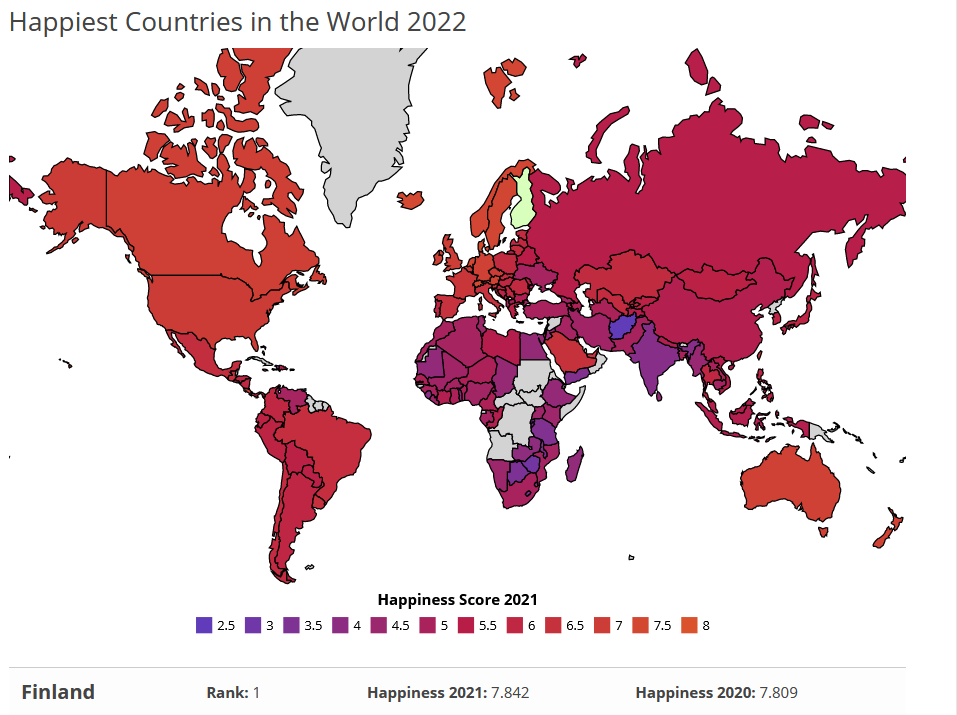 Happiest Countries in the World 2022
Happiness Score 2021
2.5 3 3.5 4 4.5 5 5.5 6 6.5 7 7.5 8
Finland Rank: 1 Happiness 2021: 7.842 Happiness 2020: 7.809